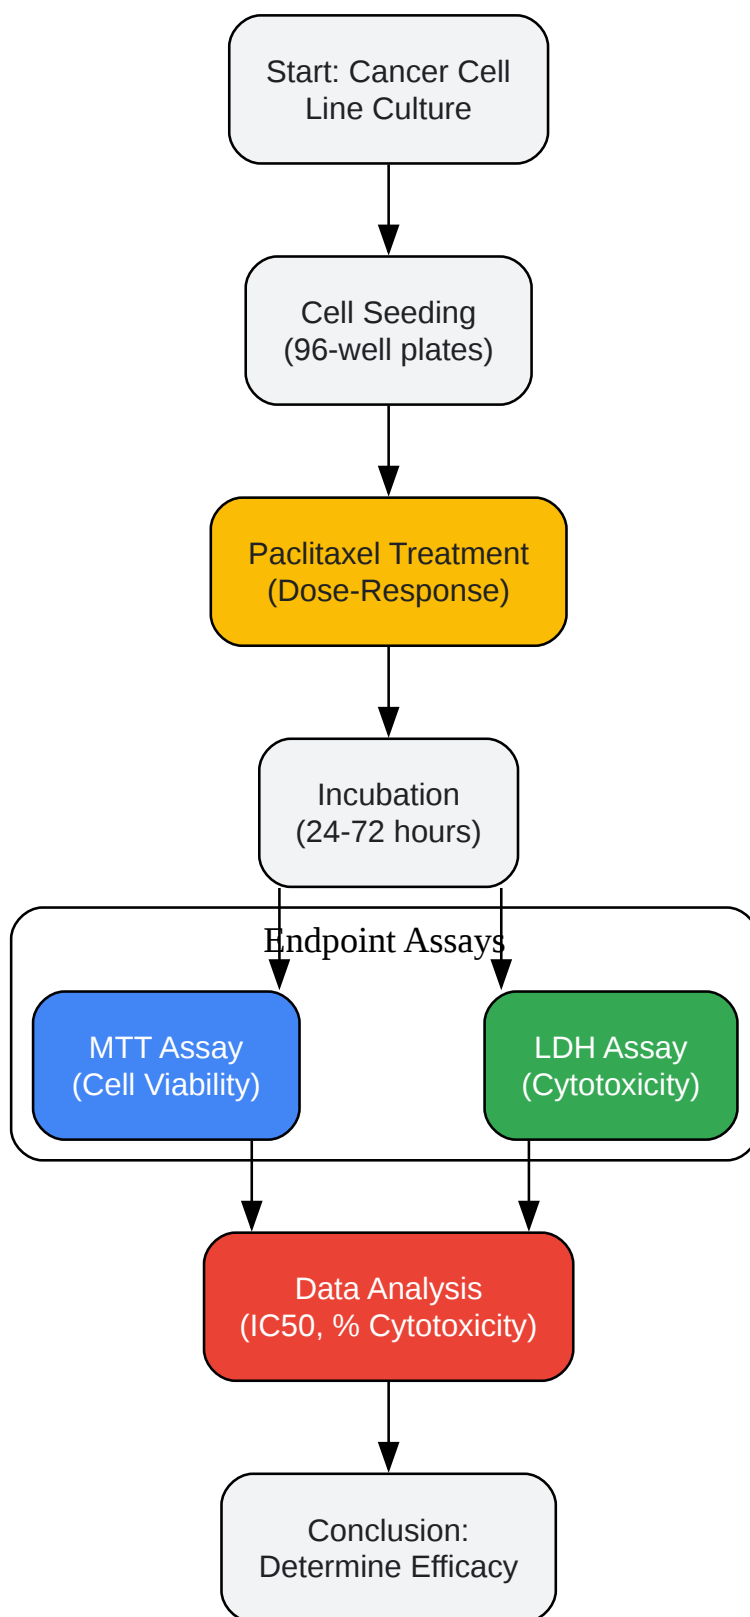 Start: Cancer Cell
Line Culture
Cell Seeding
(96-well plates)
Paclitaxel Treatment
(Dose-Response)
Incubation
(24-72 hours)
Endpoint Assays
MTT Assay
(Cell Viability)
LDH Assay
(Cytotoxicity)
Data Analysis
(IC50, % Cytotoxicity)
Conclusion:
Determine Efficacy